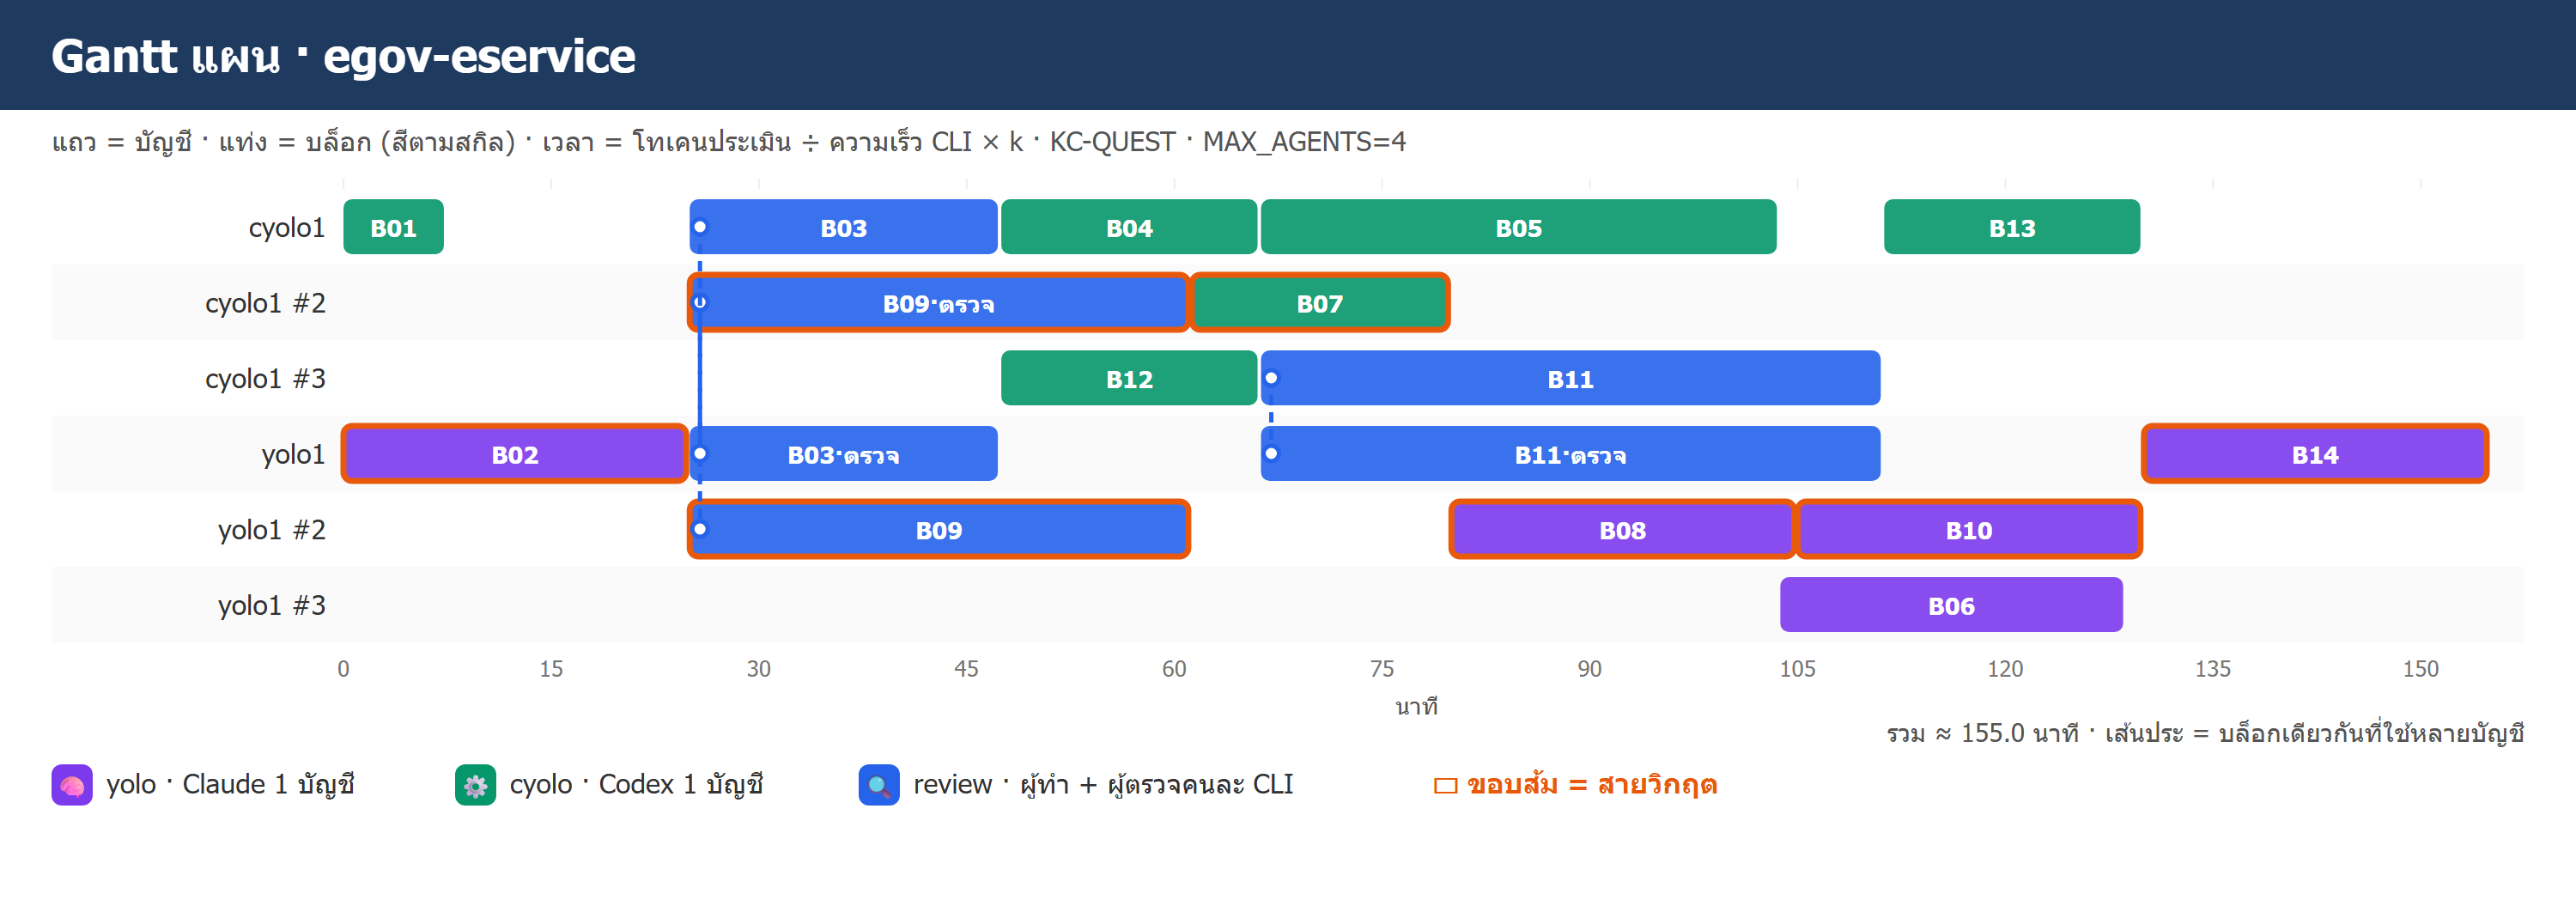 Gantt แผน · egov-eservice
แถว = บัญชี · แท่ง = บล็อก (สีตามสกิล) · เวลา = โทเคนประเมิน ÷ ความเร็ว CLI × k · KC-QUEST · MAX_AGENTS=4
cyolo1 B01 B03 B04 B05 B13
cyolo1 #2 B09·ตรวจ B07
cyolo1 #3 B12 B11
yolo1 B02 B03·ตรวจ B11·ตรวจ B14
yolo1 #2 B09 B08 B10
yolo1 #3 B06
0 15 30 45 60 75 90 105 120 135 150
นาที
รวม ≈ 155.0 นาที · เส้นประ = บล็อกเดียวกันที่ใช้หลายบัญชี
yolo · Claude 1 บัญชี cyolo · Codex 1 บัญชี review · ผู้ทำ + ผู้ตรวจคนละ CLI ขอบส้ม = สายวิกฤต